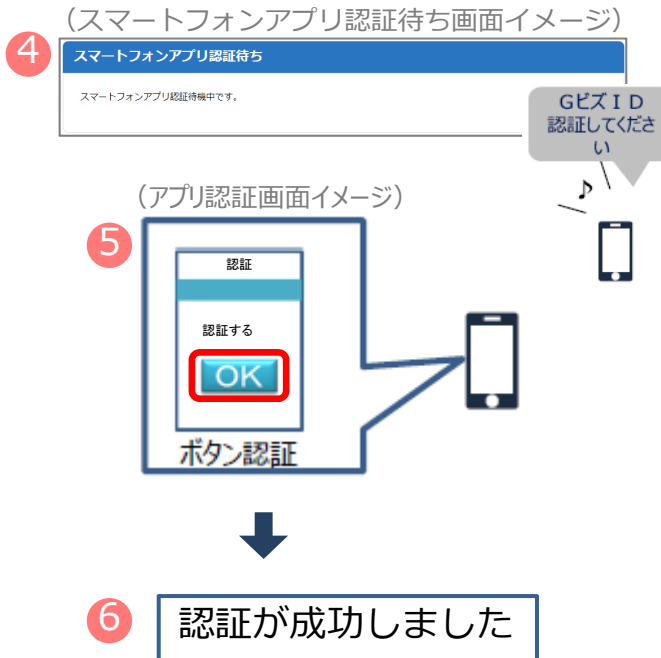 （スマートフォンアプリ認証待ち画面イメージ）
4
スマートフォンアプリ認証待ち
スマートフォンアプリ認証待機中です。
GビズＩＤ
認証してくださ
い
♪
（アプリ認証画面イメージ）
5
認証
認証する
OK
ボタン認証
6
認証が成功しました